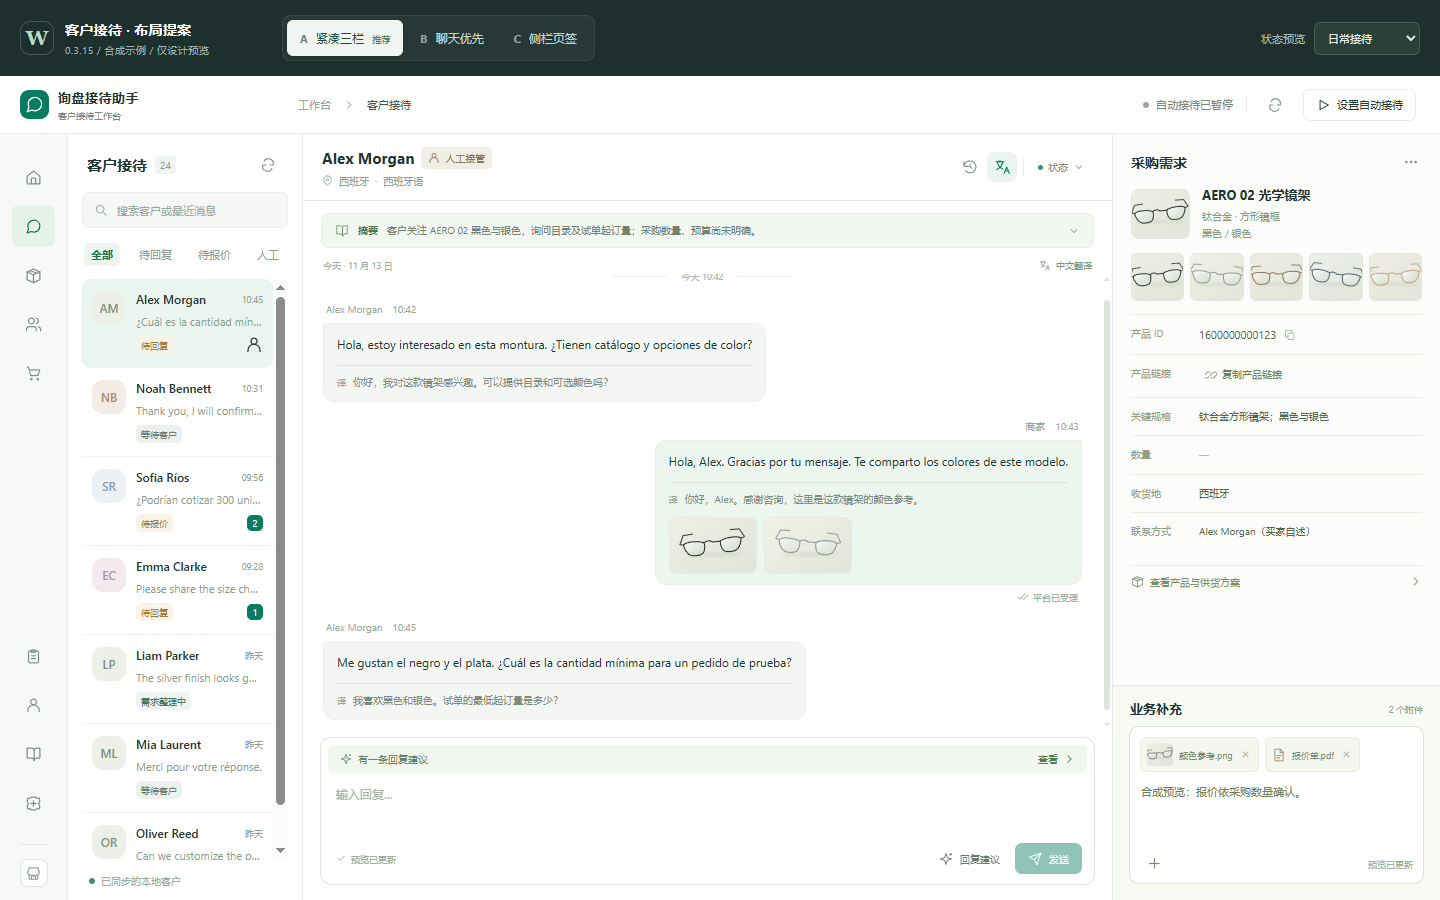 W
客户接待 · 布局提案
0.3.15 / 合成示例 / 仅设计预览
A 紧凑三栏 推荐
B 聊天优先
C 侧栏页签
状态预览
日常接待
询盘接待助手
客户接待工作台
工作台 > 客户接待
自动接待已暂停
设置自动接待
客户接待 24
搜索客户或最近消息
全部 待回复 待报价 人工
AM
Alex Morgan 10:45
¿Cuál es la cantidad mín...
待回复
NB
Noah Bennett 10:31
Thank you, I will confirm...
等待客户
SR
Sofia Ríos 09:56
¿Podrían cotizar 300 uni...
待报价 2
EC
Emma Clarke 09:28
Please share the size ch...
待回复 1
LP
Liam Parker 昨天
The silver finish looks g...
需求整理中
ML
Mia Laurent 昨天
Merci pour votre réponse.
等待客户
OR
Oliver Reed 昨天
Can we customize the p...
已同步的本地客户
Alex Morgan 人工接管
西班牙 · 西班牙语
状态
摘要 客户关注 AERO 02 黑色与银色，询问目录及试单起订量；采购数量、预算尚未明确。
今天 · 11 月 13 日
中文翻译
今天 10:42
Alex Morgan 10:42
Hola, estoy interesado en esta montura. ¿Tienen catálogo y opciones de color?
译 你好，我对这款镜架感兴趣。可以提供目录和可选颜色吗？
商家 10:43
Hola, Alex. Gracias por tu mensaje. Te comparto los colores de este modelo.
译 你好，Alex。感谢咨询，这里是这款镜架的颜色参考。
平台已受理
Alex Morgan 10:45
Me gustan el negro y el plata. ¿Cuál es la cantidad mínima para un pedido de prueba?
译 我喜欢黑色和银色。试单的最低起订量是多少？
有一条回复建议
查看 >
输入回复...
预览已更新
回复建议
发送
采购需求
AERO 02 光学镜架
钛合金 · 方形镜框
黑色 / 银色
产品 ID 1600000000123
产品链接 复制产品链接
关键规格 钛合金方形镜架；黑色与银色
数量 —
收货地 西班牙
联系方式 Alex Morgan（买家自述）
查看产品与供货方案
业务补充 2 个附件
颜色参考.png ×
报价单.pdf ×
合成预览：报价依采购数量确认。
预览已更新